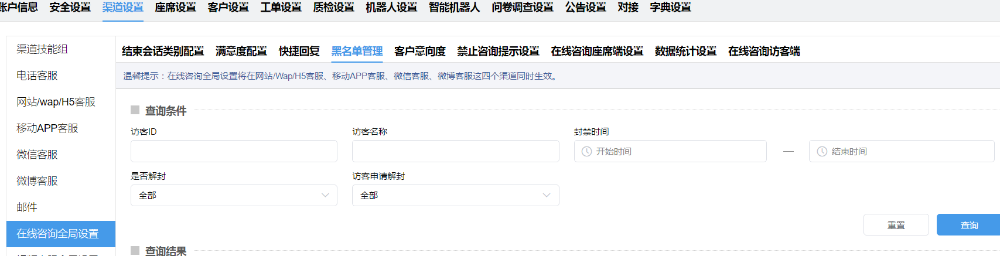 账户信息 安全设置 渠道设置 座席设置 客户设置 工单设置 质检设置 机器人设置 智能机器人 问卷调查设置 公告设置 对接 字典设置
渠道技能组
电话客服
网站/wap/H5客服
移动APP客服
微信客服
微博客服
邮件
在线咨询全局设置
结束会话类别配置 满意度配置 快捷回复 黑名单管理 客户意向度 禁止咨询提示设置 在线咨询座席端设置 数据统计设置 在线咨询访客端
温馨提示：在线咨询全局设置将在网站/Wap/H5客服、移动APP客服、微信客服、微博客服这四个渠道同时生效。
查询条件
访客ID 访客名称 封禁时间
开始时间 — 结束时间
是否解封 访客申请解封
全部 全部
重置 查询
查询结果